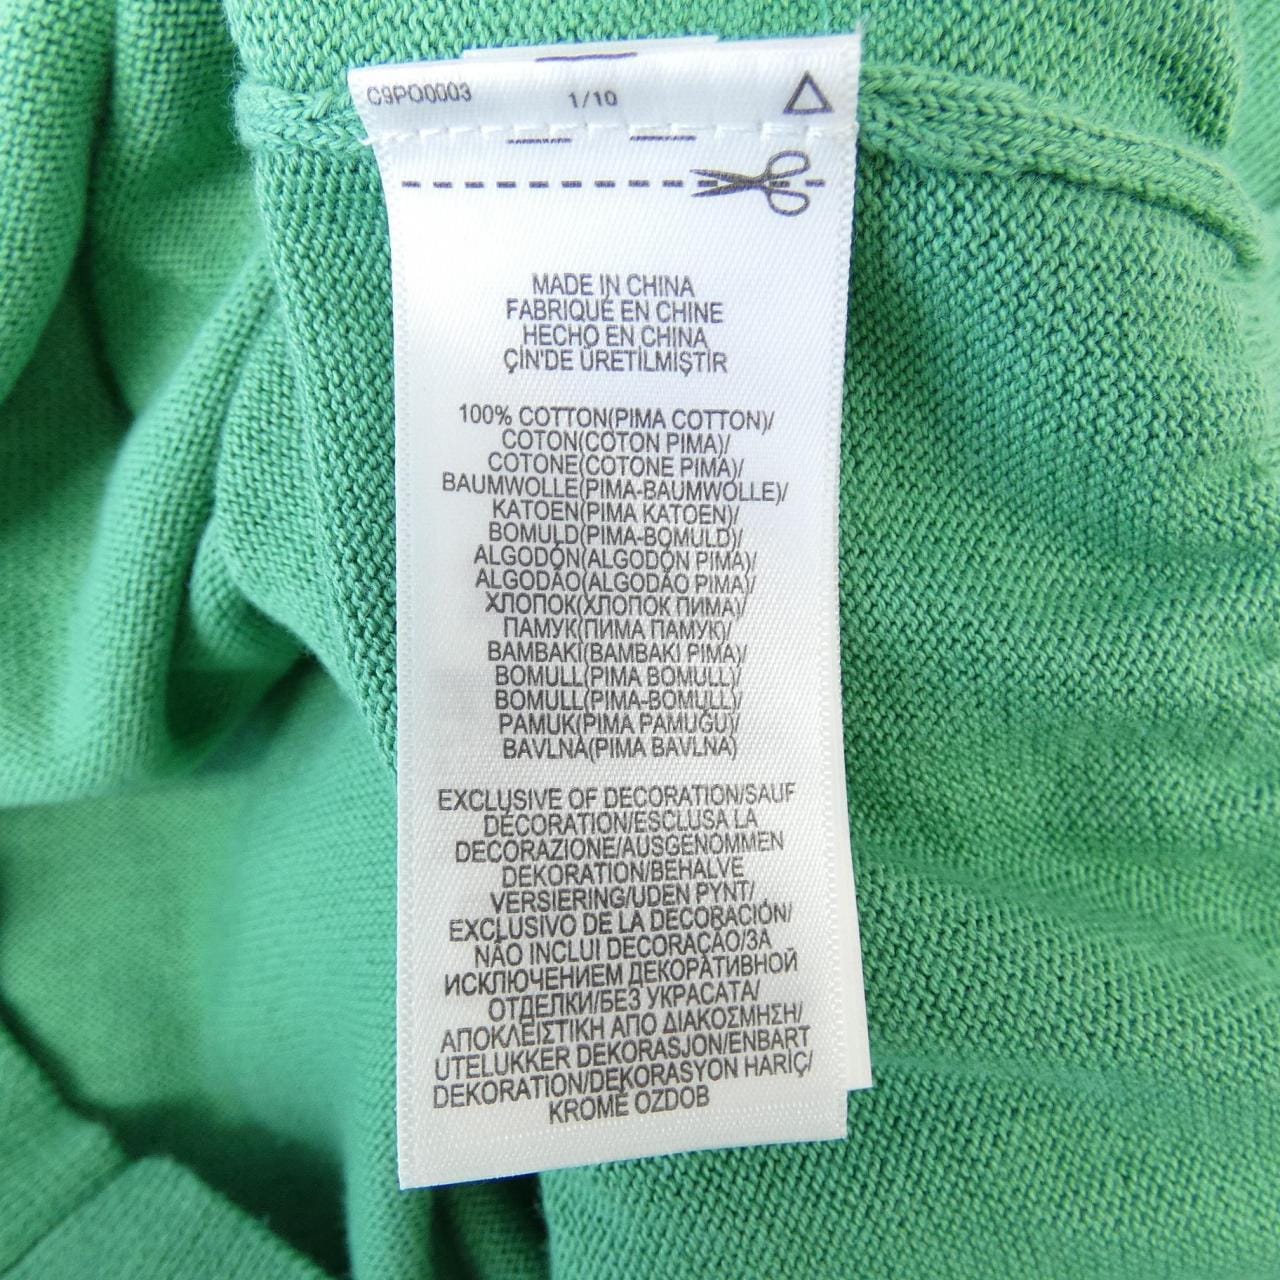 C9PO0003
1/10
MADE IN CHINA
FABRIQUÉ EN CHINE
HECHO EN CHINA
ÇİN'DE ÜRETİLMİŞTİR
100% COTTON(PIMA COTTON)/
COTON(COTON PIMA)/
COTONE(COTONE PIMA)/
BAUMWOLLE(PIMA-BAUMWOLLE)/
KATOEN(PIMA KATOEN)/
BOMULD(PIMA-BOMULD)/
ALGODÓN(ALGODÓN PIMA)/
ALGODÃO(ALGODÃO PIMA)/
ХЛОПОК(ХЛОПОК ПИМА)/
ПАМУК(ПИМА ПАМУК)/
ΒΑΜΒΑΚΙ(ΒΑΜΒΑΚΙ PIMA)/
BOMULL(PIMA BOMULL)/
BOMULL(PIMA-BOMULL)/
PAMUK(PIMA PAMUĞU)/
BAVLNA(PIMA BAVLNA)
EXCLUSIVE OF DECORATION/SAUF
DÉCORATION/ESCLUSA LA
DECORAZIONE/AUSGENOMMEN
DEKORATION/BEHALVE
VERSIERING/UDEN PYNT/
EXCLUSIVO DE LA DECORACIÓN/
NÃO INCLUI DECORAÇÃO/ЗА
ИСКЛЮЧЕНИЕМ ДЕКОРАТИВНОЙ
ОТДЕЛКИ/БЕЗ УКРАСАТА/
ΑΠΟΚΛΕΙΣΤΙΚΗ ΑΠΟ ΔΙΑΚΟΣΜΗΣΗ/
UTELUKKER DEKORASJON/ENBART
DEKORATION/DEKORASYON HARİÇ/
KROMĚ OZDOB